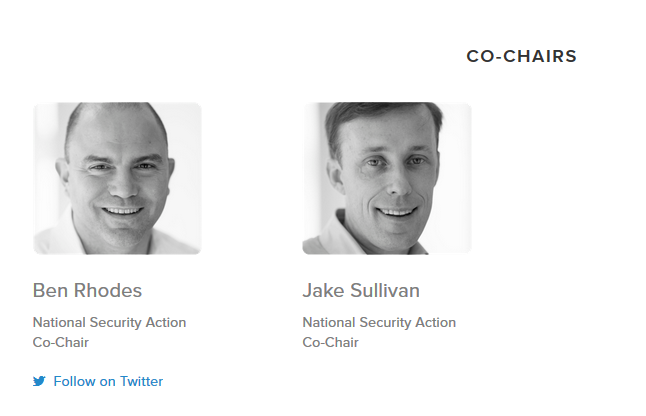 CO-CHAIRS
Ben Rhodes
National Security Action
Co-Chair
Follow on Twitter
Jake Sullivan
National Security Action
Co-Chair